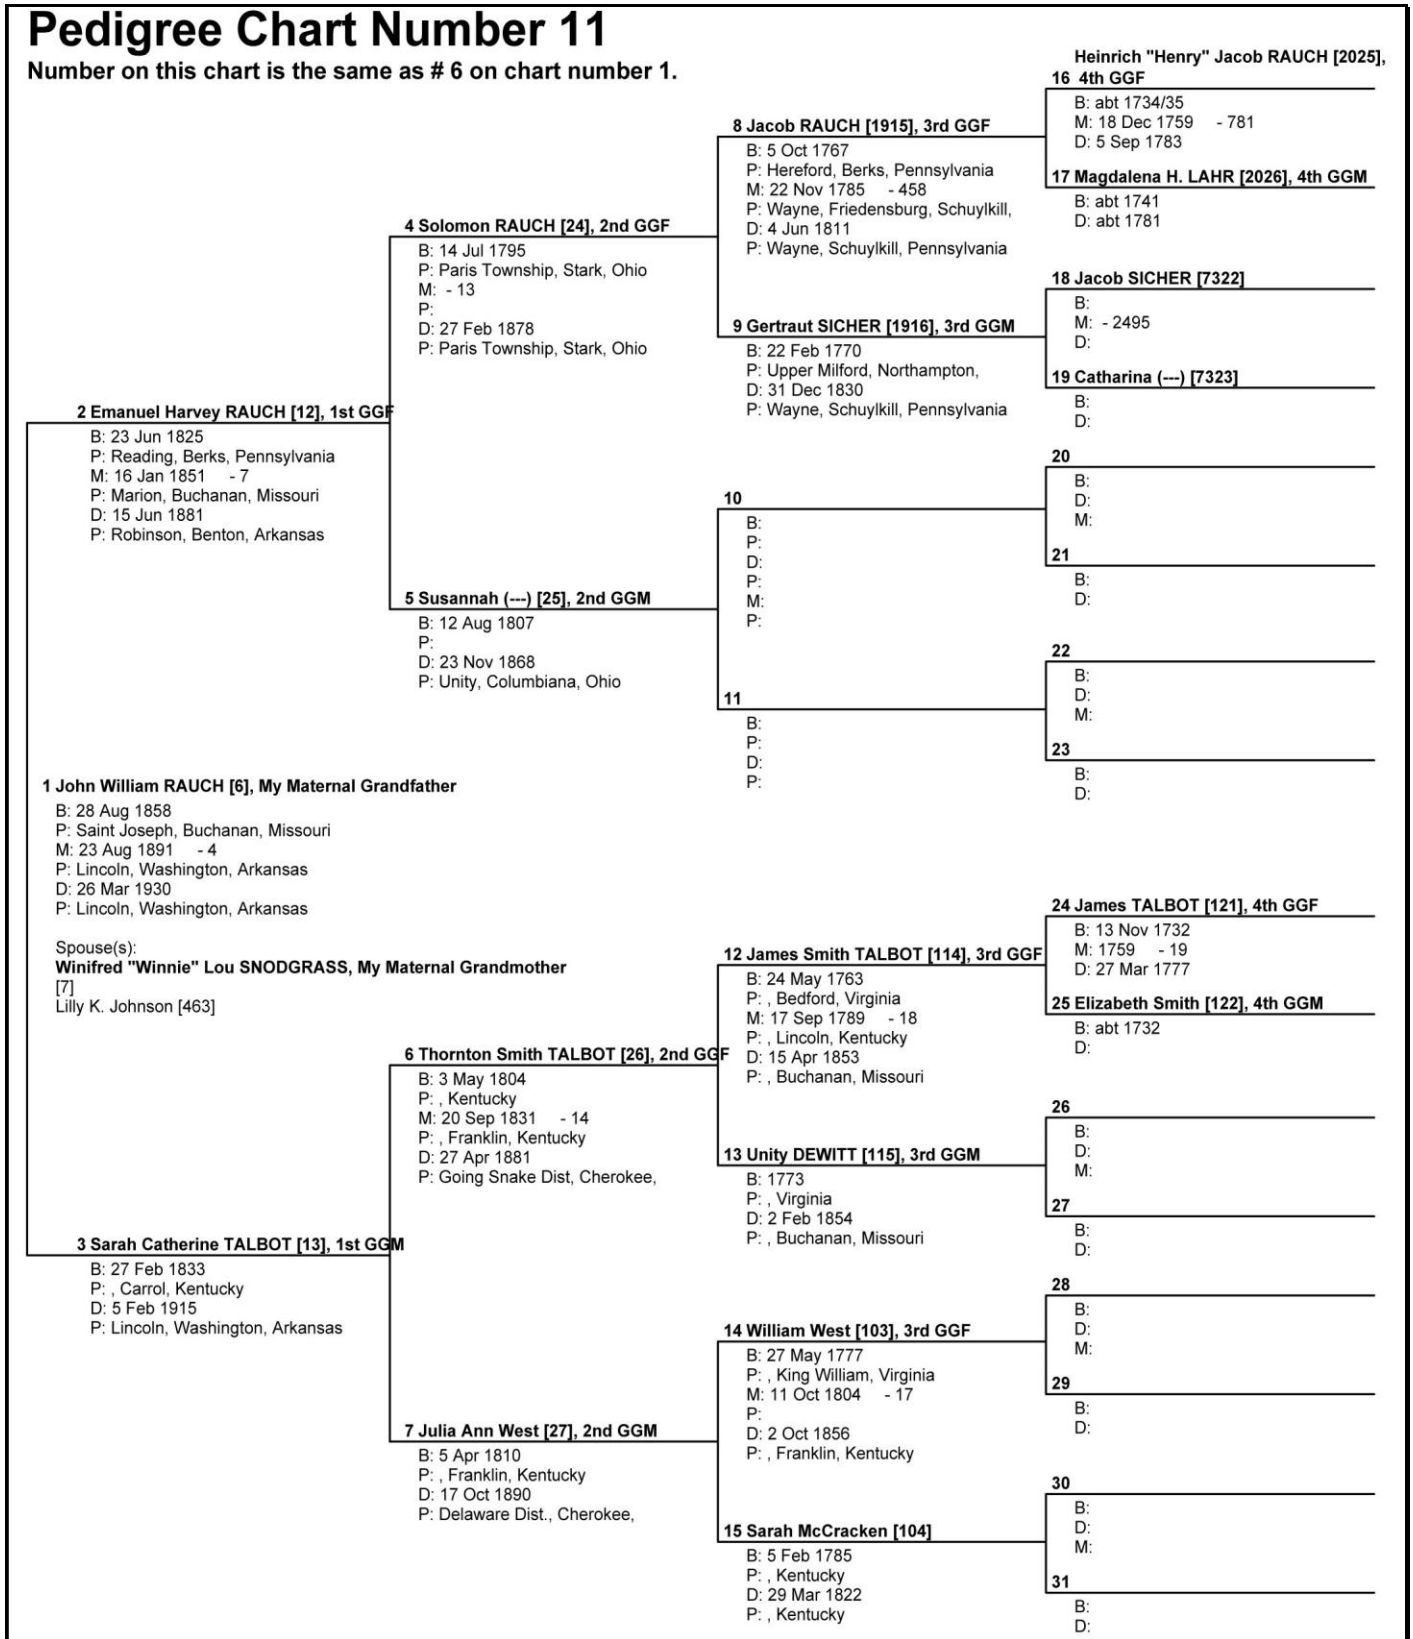 Pedigree Chart Number 11
Number on this chart is the same as # 6 on chart number 1.
1 John William RAUCH [6], My Maternal Grandfather
B: 28 Aug 1858
P: Saint Joseph, Buchanan, Missouri
M: 23 Aug 1891 - 4
P: Lincoln, Washington, Arkansas
D: 26 Mar 1930
P: Lincoln, Washington, Arkansas
Spouse(s):
Winifred "Winnie" Lou SNODGRASS, My Maternal Grandmother
[7]
Lilly K. Johnson [463]
2 Emanuel Harvey RAUCH [12], 1st GGF
B: 23 Jun 1825
P: Reading, Berks, Pennsylvania
M: 16 Jan 1851 - 7
P: Marion, Buchanan, Missouri
D: 15 Jun 1881
P: Robinson, Benton, Arkansas
3 Sarah Catherine TALBOT [13], 1st GGM
B: 27 Feb 1833
P: , Carrol, Kentucky
D: 5 Feb 1915
P: Lincoln, Washington, Arkansas
4 Solomon RAUCH [24], 2nd GGF
B: 14 Jul 1795
P: Paris Township, Stark, Ohio
M: - 13
P:
D: 27 Feb 1878
P: Paris Township, Stark, Ohio
5 Susannah (---) [25], 2nd GGM
B: 12 Aug 1807
P:
D: 23 Nov 1868
P: Unity, Columbiana, Ohio
6 Thornton Smith TALBOT [26], 2nd GGF
B: 3 May 1804
P: , Kentucky
M: 20 Sep 1831 - 14
P: , Franklin, Kentucky
D: 27 Apr 1881
P: Going Snake Dist, Cherokee,
7 Julia Ann West [27], 2nd GGM
B: 5 Apr 1810
P: , Franklin, Kentucky
D: 17 Oct 1890
P: Delaware Dist., Cherokee,
8 Jacob RAUCH [1915], 3rd GGF
B: 5 Oct 1767
P: Hereford, Berks, Pennsylvania
M: 22 Nov 1785 - 458
P: Wayne, Friedensburg, Schuylkill,
D: 4 Jun 1811
P: Wayne, Schuylkill, Pennsylvania
9 Gertraut SICHER [1916], 3rd GGM
B: 22 Feb 1770
P: Upper Milford, Northampton,
D: 31 Dec 1830
P: Wayne, Schuylkill, Pennsylvania
10
B:
P:
D:
P:
M:
P:
11
B:
P:
D:
P:
12 James Smith TALBOT [114], 3rd GGF
B: 24 May 1763
P: , Bedford, Virginia
M: 17 Sep 1789 - 18
P: , Lincoln, Kentucky
D: 15 Apr 1853
P: , Buchanan, Missouri
13 Unity DEWITT [115], 3rd GGM
B: 1773
P: , Virginia
D: 2 Feb 1854
P: , Buchanan, Missouri
14 William West [103], 3rd GGF
B: 27 May 1777
P: , King William, Virginia
M: 11 Oct 1804 - 17
P:
D: 2 Oct 1856
P: , Franklin, Kentucky
15 Sarah McCracken [104]
B: 5 Feb 1785
P: , Kentucky
D: 29 Mar 1822
P: , Kentucky
Heinrich "Henry" Jacob RAUCH [2025],
16 4th GGF
B: abt 1734/35
M: 18 Dec 1759 - 781
D: 5 Sep 1783
17 Magdalena H. LAHR [2026], 4th GGM
B: abt 1741
D: abt 1781
18 Jacob SICHER [7322]
B:
M: - 2495
D:
19 Catharina (---) [7323]
B:
D:
20
B:
D:
M:
21
B:
D:
22
B:
D:
M:
23
B:
D:
24 James TALBOT [121], 4th GGF
B: 13 Nov 1732
M: 1759 - 19
D: 27 Mar 1777
25 Elizabeth Smith [122], 4th GGM
B: abt 1732
D:
26
B:
D:
M:
27
B:
D:
28
B:
D:
M:
29
B:
D:
30
B:
D:
M:
31
B:
D: